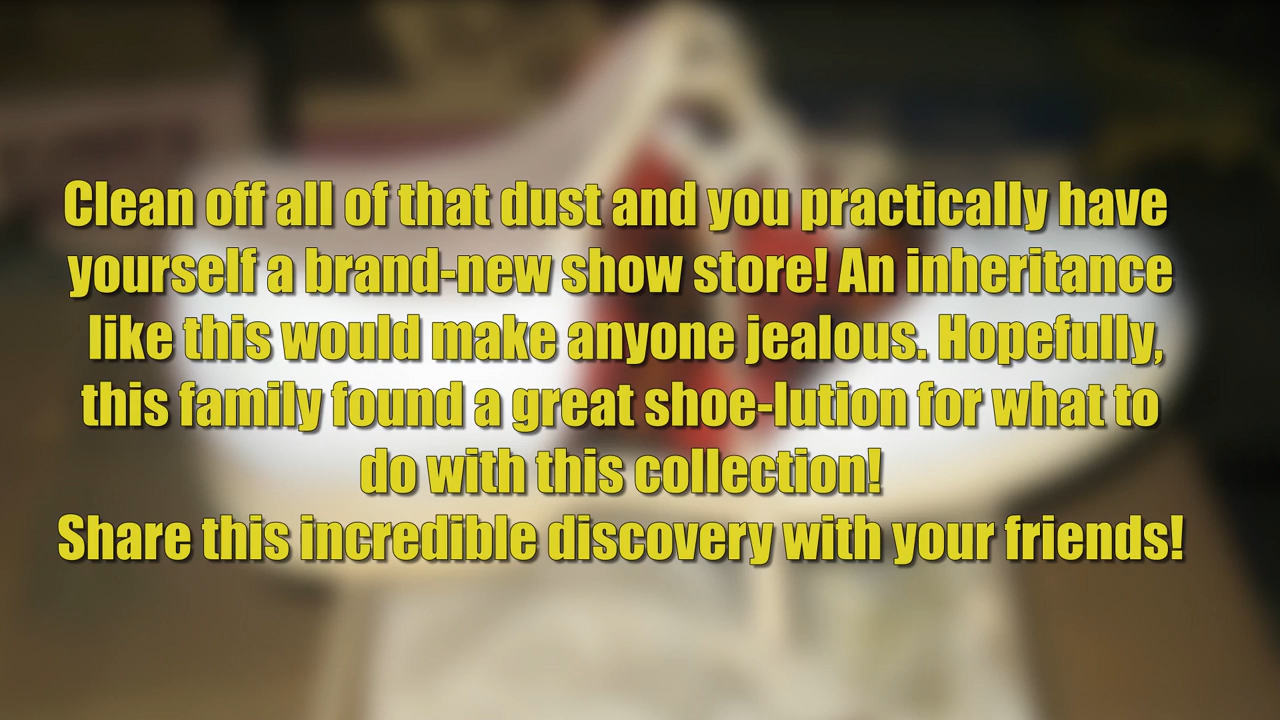 Clean off all of that dust and you practically have
yourself a brand-new show store! An inheritance
like this would make anyone jealous. Hopefully,
this family found a great shoe-lution for what to
do with this collection!
Share this incredible discovery with your friends!